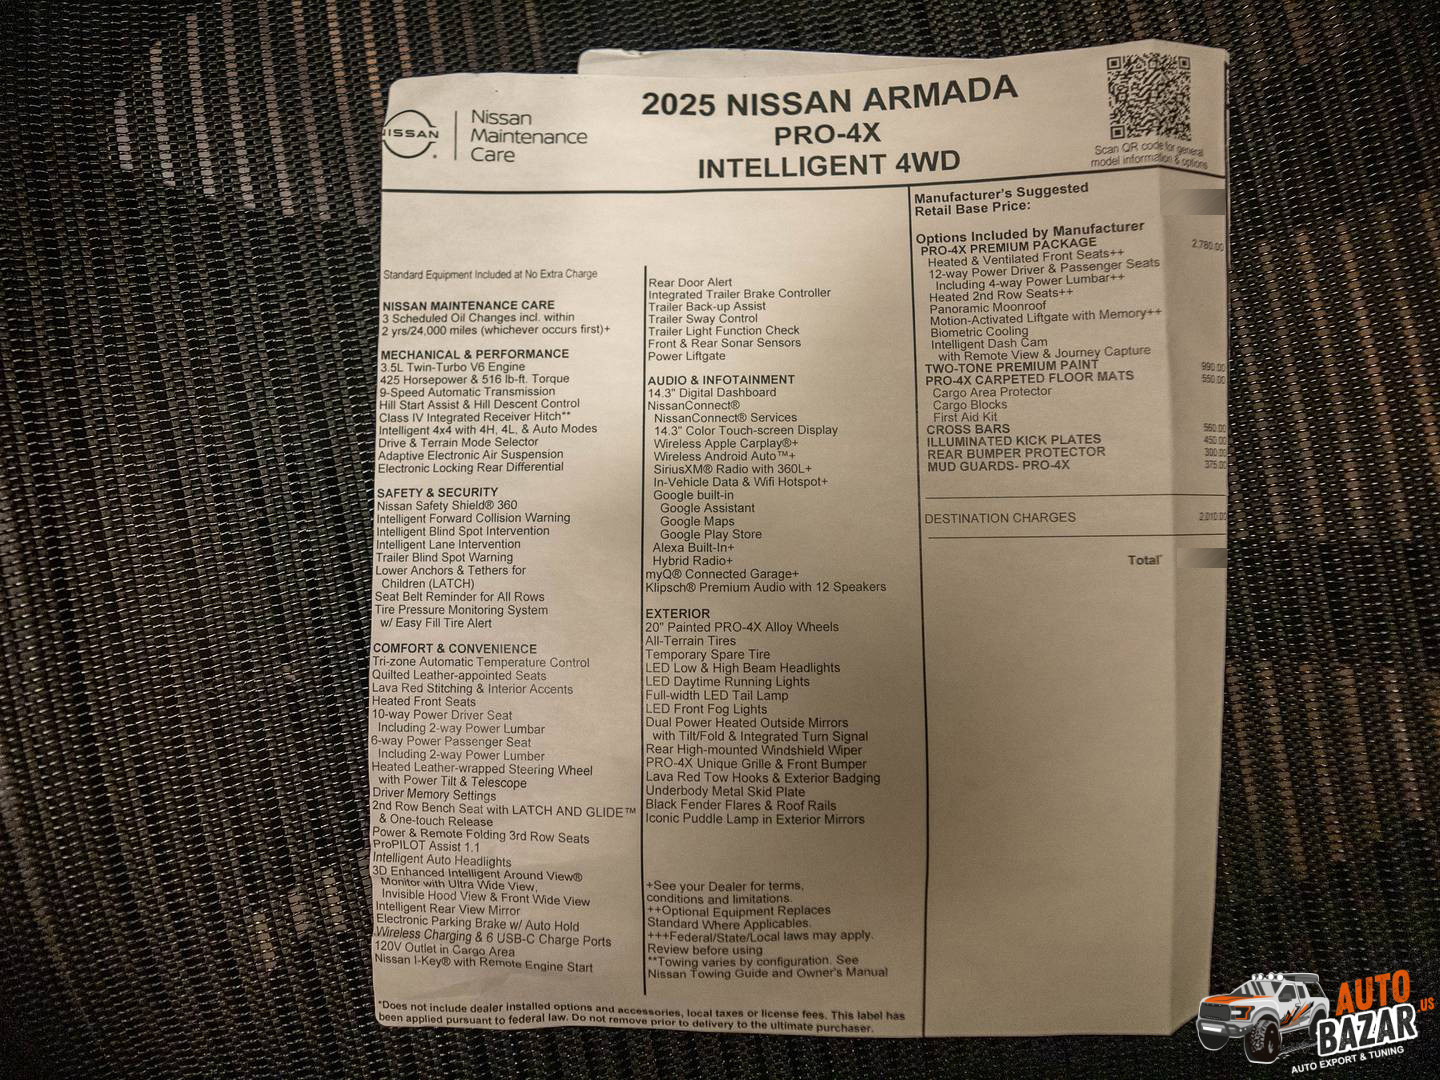 NISSAN
Nissan
Maintenance
Care
2025 NISSAN ARMADA
PRO-4X
INTELLIGENT 4WD
Scan QR code for general
model information & options
Standard Equipment Included at No Extra Charge
NISSAN MAINTENANCE CARE
3 Scheduled Oil Changes incl. within
2 yrs/24,000 miles (whichever occurs first)+
MECHANICAL & PERFORMANCE
3.5L Twin-Turbo V6 Engine
425 Horsepower & 516 lb-ft. Torque
9-Speed Automatic Transmission
Hill Start Assist & Hill Descent Control
Class IV Integrated Receiver Hitch**
Intelligent 4x4 with 4H, 4L, & Auto Modes
Drive & Terrain Mode Selector
Adaptive Electronic Air Suspension
Electronic Locking Rear Differential
SAFETY & SECURITY
Nissan Safety Shield® 360
Intelligent Forward Collision Warning
Intelligent Blind Spot Intervention
Intelligent Lane Intervention
Trailer Blind Spot Warning
Lower Anchors & Tethers for
Children (LATCH)
Seat Belt Reminder for All Rows
Tire Pressure Monitoring System
w/ Easy Fill Tire Alert
COMFORT & CONVENIENCE
Tri-zone Automatic Temperature Control
Quilted Leather-appointed Seats
Lava Red Stitching & Interior Accents
Heated Front Seats
10-way Power Driver Seat
Including 2-way Power Lumbar
6-way Power Passenger Seat
Including 2-way Power Lumber
Heated Leather-wrapped Steering Wheel
with Power Tilt & Telescope
Driver Memory Settings
2nd Row Bench Seat with LATCH AND GLIDE™
& One-touch Release
Power & Remote Folding 3rd Row Seats
ProPILOT Assist 1.1
Intelligent Auto Headlights
3D Enhanced Intelligent Around View®
Monitor with Ultra Wide View,
Invisible Hood View & Front Wide View
Intelligent Rear View Mirror
Electronic Parking Brake w/ Auto Hold
Wireless Charging & 6 USB-C Charge Ports
120V Outlet in Cargo Area
Nissan I-Key® with Remote Engine Start
Rear Door Alert
Integrated Trailer Brake Controller
Trailer Back-up Assist
Trailer Sway Control
Trailer Light Function Check
Front & Rear Sonar Sensors
Power Liftgate
AUDIO & INFOTAINMENT
14.3" Digital Dashboard
NissanConnect®
NissanConnect® Services
14.3" Color Touch-screen Display
Wireless Apple Carplay®+
Wireless Android Auto™+
SiriusXM® Radio with 360L+
In-Vehicle Data & Wifi Hotspot+
Google built-in
Google Assistant
Google Maps
Google Play Store
Alexa Built-In+
Hybrid Radio+
myQ® Connected Garage+
Klipsch® Premium Audio with 12 Speakers
EXTERIOR
20" Painted PRO-4X Alloy Wheels
All-Terrain Tires
Temporary Spare Tire
LED Low & High Beam Headlights
LED Daytime Running Lights
Full-width LED Tail Lamp
LED Front Fog Lights
Dual Power Heated Outside Mirrors
with Tilt/Fold & Integrated Turn Signal
Rear High-mounted Windshield Wiper
PRO-4X Unique Grille & Front Bumper
Lava Red Tow Hooks & Exterior Badging
Underbody Metal Skid Plate
Black Fender Flares & Roof Rails
Iconic Puddle Lamp in Exterior Mirrors
+See your Dealer for terms,
conditions and limitations.
++Optional Equipment Replaces
Standard Where Applicables.
+++Federal/State/Local laws may apply.
Review before using
**Towing varies by configuration. See
Nissan Towing Guide and Owner's Manual
Manufacturer's Suggested
Retail Base Price:
Options Included by Manufacturer
PRO-4X PREMIUM PACKAGE 2,780.00
Heated & Ventilated Front Seats++
12-way Power Driver & Passenger Seats
Including 4-way Power Lumbar++
Heated 2nd Row Seats++
Panoramic Moonroof
Motion-Activated Liftgate with Memory++
Biometric Cooling
Intelligent Dash Cam
with Remote View & Journey Capture
TWO-TONE PREMIUM PAINT 990.00
PRO-4X CARPETED FLOOR MATS 550.00
Cargo Area Protector
Cargo Blocks
First Aid Kit
CROSS BARS 560.00
ILLUMINATED KICK PLATES 450.00
REAR BUMPER PROTECTOR 300.00
MUD GUARDS- PRO-4X 375.00
DESTINATION CHARGES 2,010.00
Total*
*Does not include dealer installed options and accessories, local taxes or license fees. This label has
been applied pursuant to federal law. Do not remove prior to delivery to the ultimate purchaser.
AUTO
BAZAR.US
AUTO EXPORT & TUNING